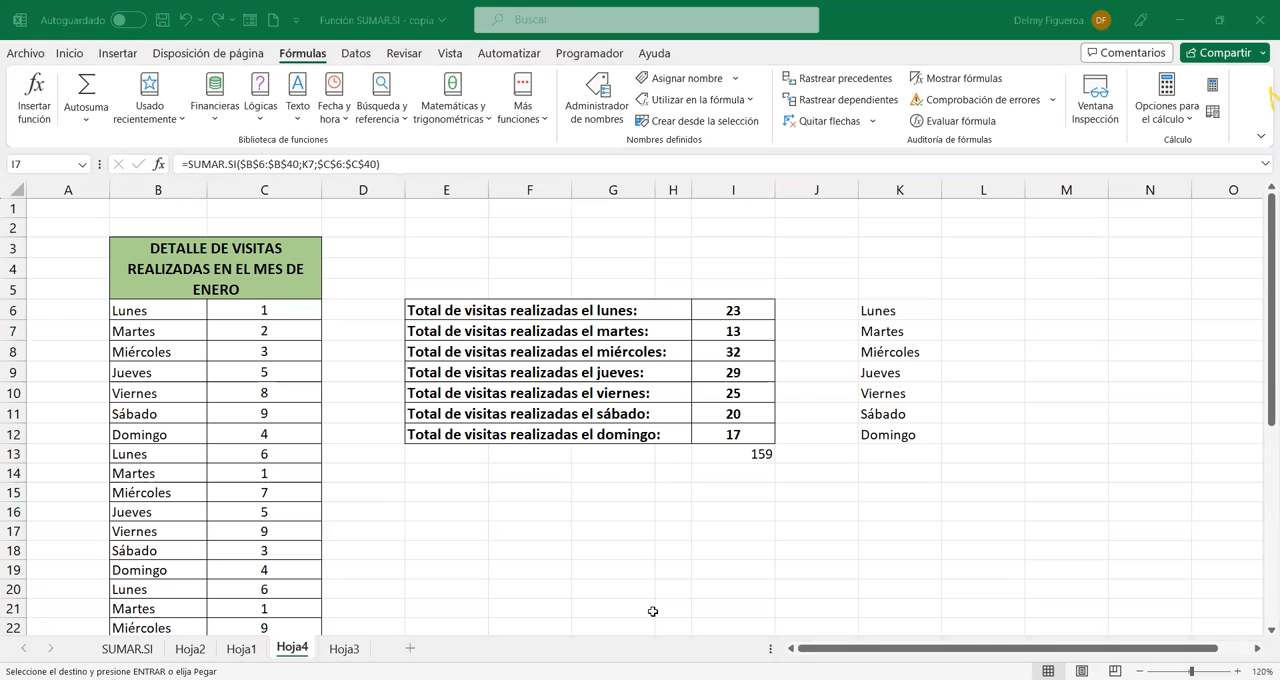 Autoguardado Función SUMAR.SI - copia Buscar Delmy Figueroa DF
Archivo Inicio Insertar Disposición de página Fórmulas Datos Revisar Vista Automatizar Programador Ayuda Comentarios Compartir
Insertar función Autosuma Usado recientemente Financieras Lógicas Texto Fecha y hora Búsqueda y referencia Matemáticas y trigonométricas Más funciones
Biblioteca de funciones
Administrador de nombres Asignar nombre Utilizar en la fórmula Crear desde la selección
Nombres definidos
Rastrear precedentes Rastrear dependientes Quitar flechas Mostrar fórmulas Comprobación de errores Evaluar fórmula
Auditoría de fórmulas
Ventana Inspección
Opciones para el cálculo
Cálculo
I7 fx =SUMAR.SI($B$6:$B$40;K7;$C$6:$C$40)
A B C D E F G H I J K L M N O
1
2
3 DETALLE DE VISITAS
4 REALIZADAS EN EL MES DE
5 ENERO
6 Lunes 1 Total de visitas realizadas el lunes: 23 Lunes
7 Martes 2 Total de visitas realizadas el martes: 13 Martes
8 Miércoles 3 Total de visitas realizadas el miércoles: 32 Miércoles
9 Jueves 5 Total de visitas realizadas el jueves: 29 Jueves
10 Viernes 8 Total de visitas realizadas el viernes: 25 Viernes
11 Sábado 9 Total de visitas realizadas el sábado: 20 Sábado
12 Domingo 4 Total de visitas realizadas el domingo: 17 Domingo
13 Lunes 6 159
14 Martes 1
15 Miércoles 7
16 Jueves 5
17 Viernes 9
18 Sábado 3
19 Domingo 4
20 Lunes 6
21 Martes 1
22 Miércoles 9
SUMAR.SI Hoja2 Hoja1 Hoja4 Hoja3
Seleccione el destino y presione ENTRAR o elija Pegar 120%